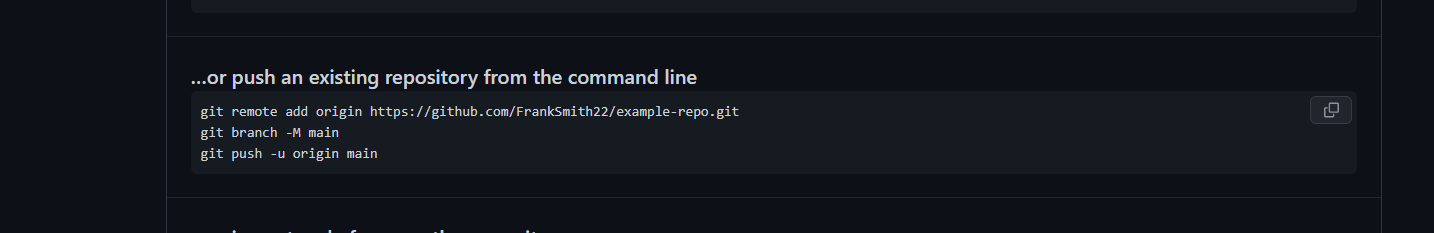 ...or push an existing repository from the command line
git remote add origin https://github.com/FrankSmith22/example-repo.git
git branch -M main
git push -u origin main